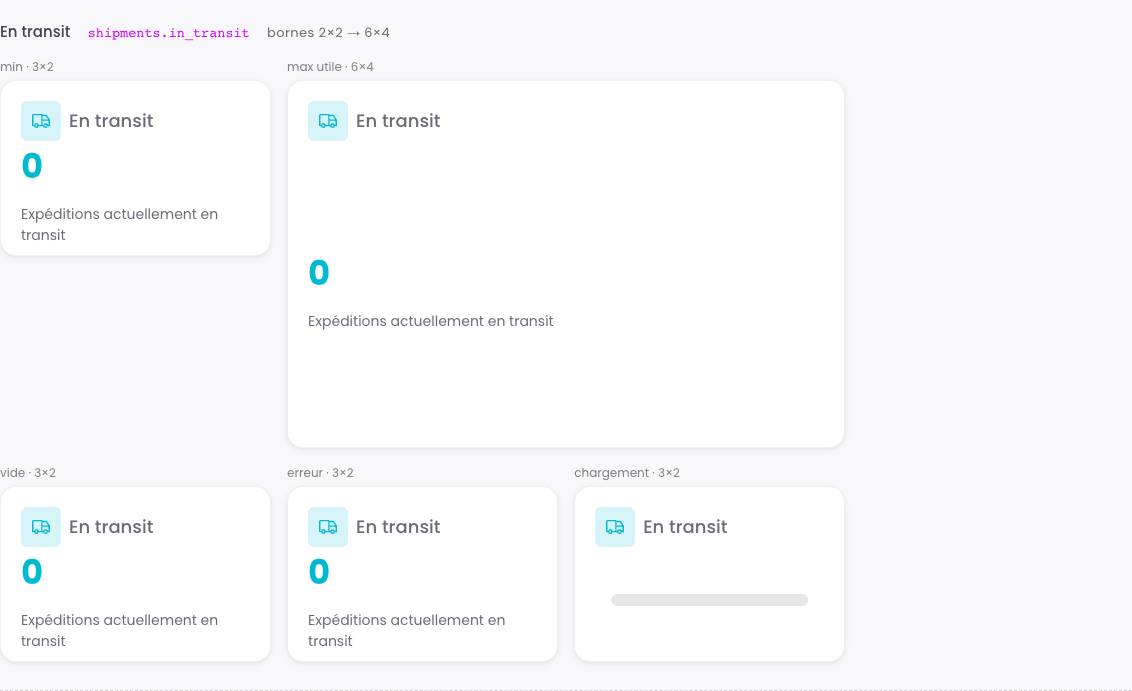 En transit shipments.in_transit bornes 2×2 → 6×4
min · 3×2
max utile · 6×4
En transit
0
Expéditions actuellement en
transit
En transit
0
Expéditions actuellement en transit
vide · 3×2
erreur · 3×2
chargement · 3×2
En transit
0
Expéditions actuellement en
transit
En transit
0
Expéditions actuellement en
transit
En transit